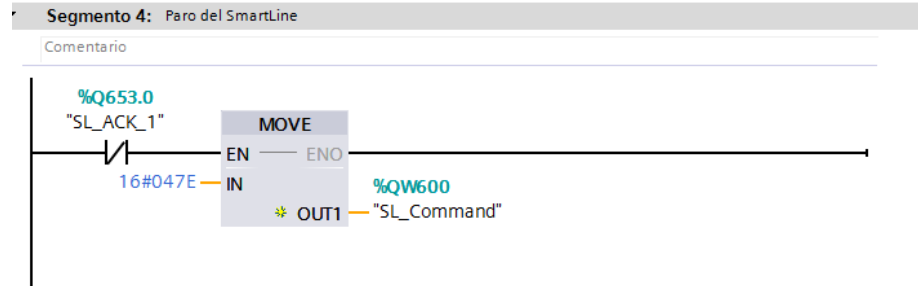 Segmento 4: Paro del SmartLine
Comentario
%Q653.0
"SL_ACK_1"
MOVE
EN ENO
16#047E IN
%QW600
OUT1 "SL_Command"